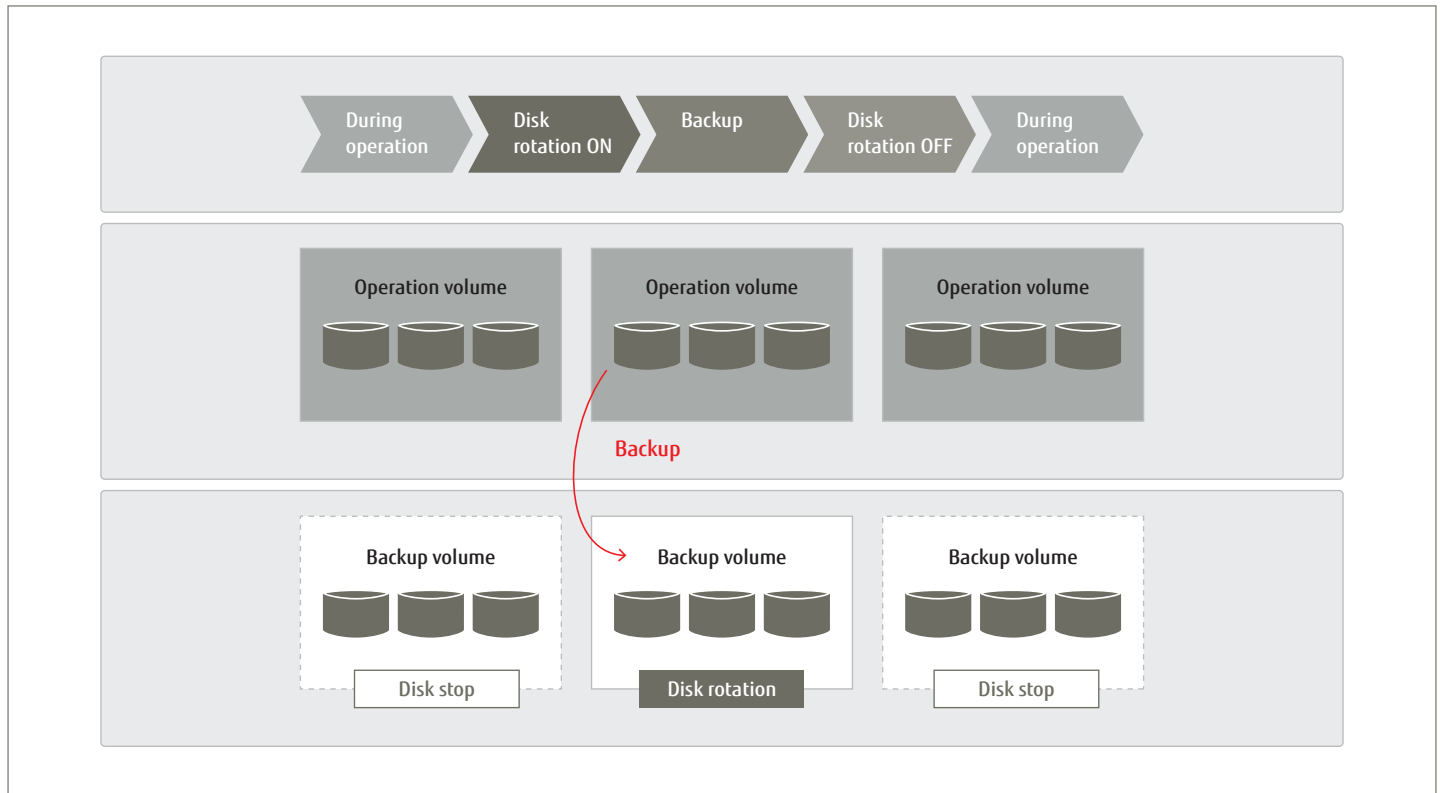 During
operation
Disk
rotation ON
Backup
Disk
rotation OFF
During
operation
Operation volume
Operation volume
Operation volume
Backup
Backup volume
Backup volume
Backup volume
Disk stop
Disk rotation
Disk stop